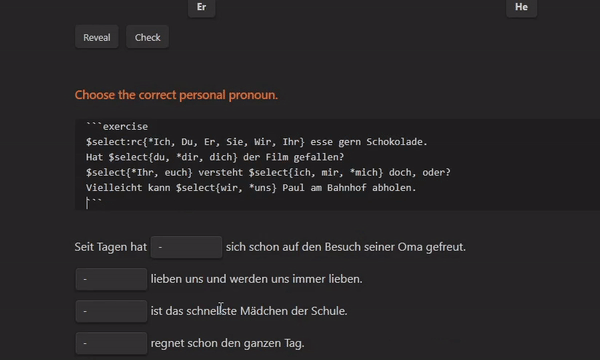 Er He
Reveal Check
Choose the correct personal pronoun.
```exercise
$select:rc{*Ich, Du, Er, Sie, Wir, Ihr} esse gern Schokolade.
Hat $select{du, *dir, dich} der Film gefallen?
$select{*Ihr, euch} versteht $select{ich, mir, *mich} doch, oder?
Vielleicht kann $select{wir, *uns} Paul am Bahnhof abholen.
```
Seit Tagen hat - sich schon auf den Besuch seiner Oma gefreut.
- lieben uns und werden uns immer lieben.
- ist das schnellste Mädchen der Schule.
- regnet schon den ganzen Tag.